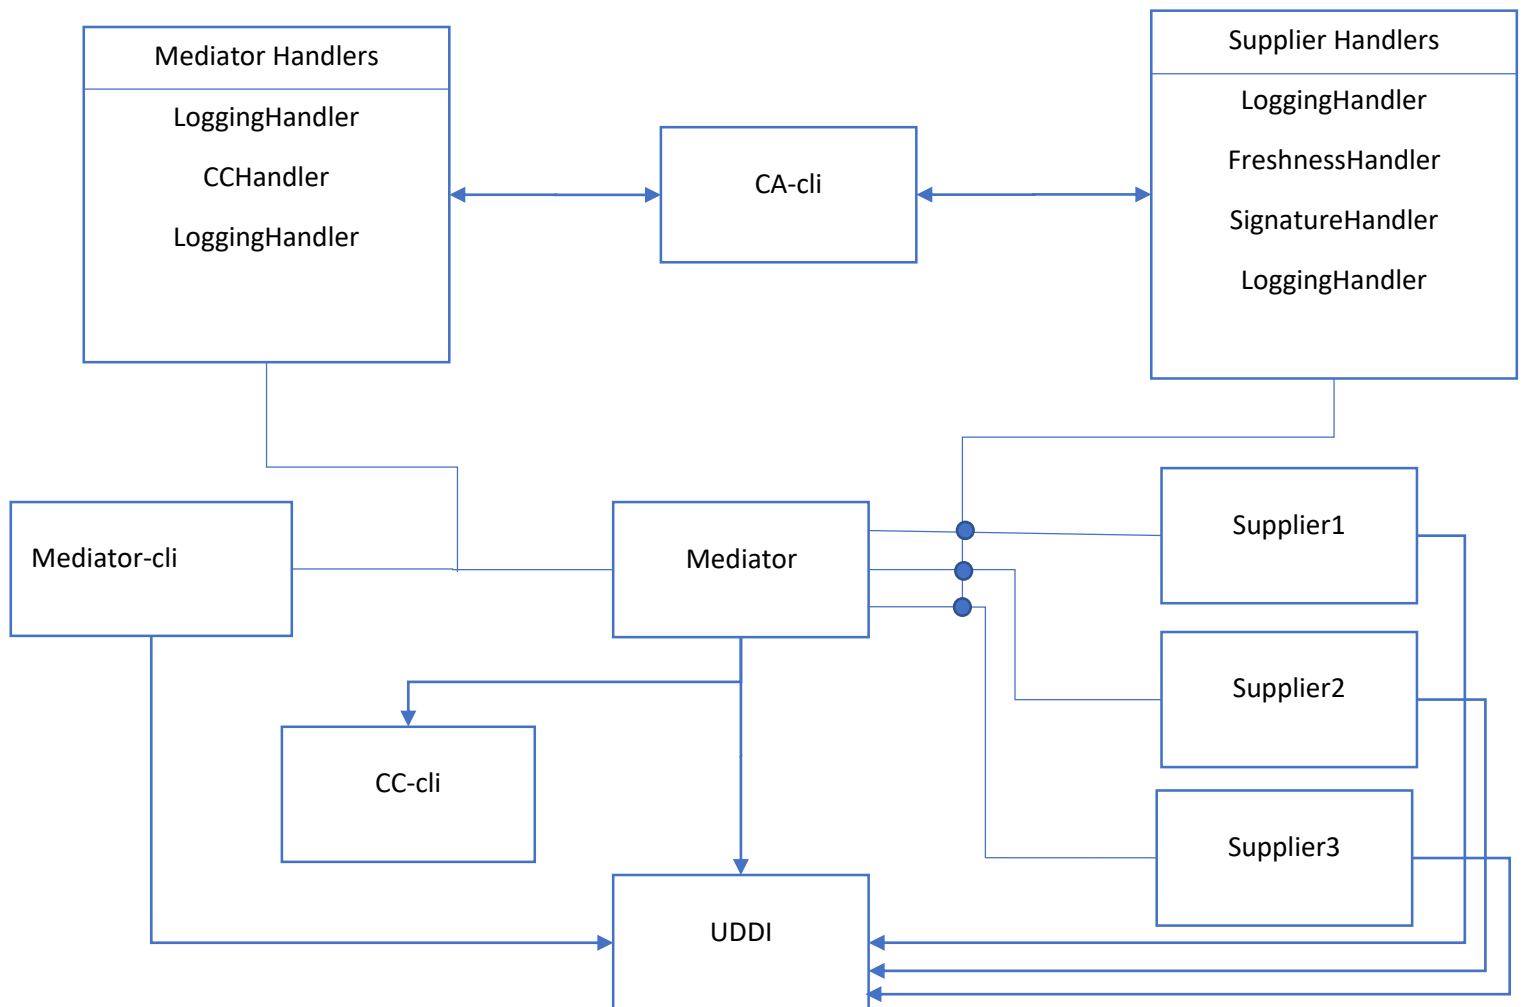 Mediator Handlers
LoggingHandler
CCHandler
LoggingHandler
CA-cli
Supplier Handlers
LoggingHandler
FreshnessHandler
SignatureHandler
LoggingHandler
Mediator-cli
Mediator
Supplier1
Supplier2
CC-cli
Supplier3
UDDI